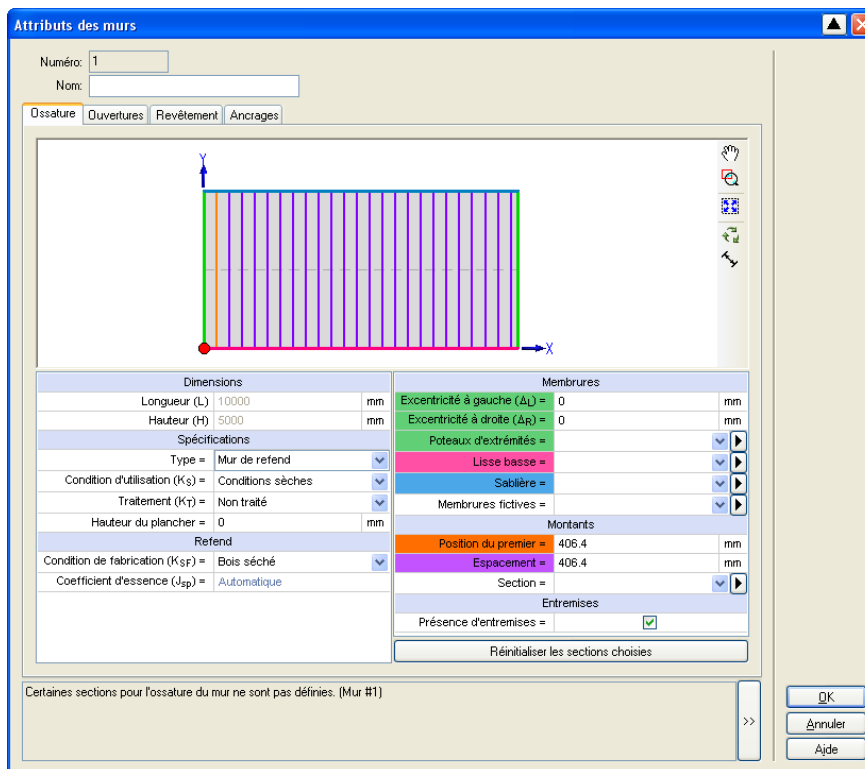 Attributs des murs
Numéro: 1
Nom:
Ossature Ouvertures Revêtement Ancrages
Y
X
Dimensions
Longueur (L) 10000 mm
Hauteur (H) 5000 mm
Spécifications
Type = Mur de refend
Condition d'utilisation (KS) = Conditions sèches
Traitement (KT) = Non traité
Hauteur du plancher = 0 mm
Refend
Condition de fabrication (KSF) = Bois séché
Coefficient d'essence (Jsp) = Automatique
Membrures
Excentricité à gauche (ΔL) = 0 mm
Excentricité à droite (ΔR) = 0 mm
Poteaux d'extrémités =
Lisse basse =
Sablière =
Membrures fictives =
Montants
Position du premier = 406.4 mm
Espacement = 406.4 mm
Section =
Entremises
Présence d'entremises =
Réinitialiser les sections choisies
Certaines sections pour l'ossature du mur ne sont pas définies. (Mur #1)
>>
OK
Annuler
Aide